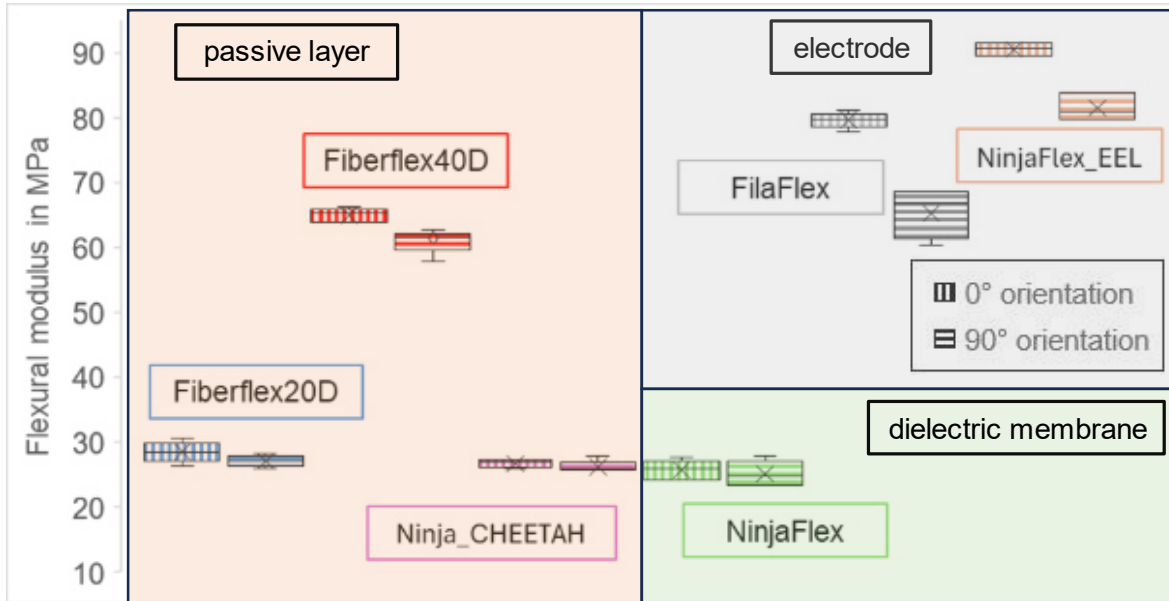 passive layer
electrode
Flexural modulus in MPa
90
80
70
60
50
40
30
20
10
Fiberflex40D
NinjaFlex_EEL
FilaFlex
0° orientation
90° orientation
Fiberflex20D
dielectric membrane
Ninja_CHEETAH
NinjaFlex